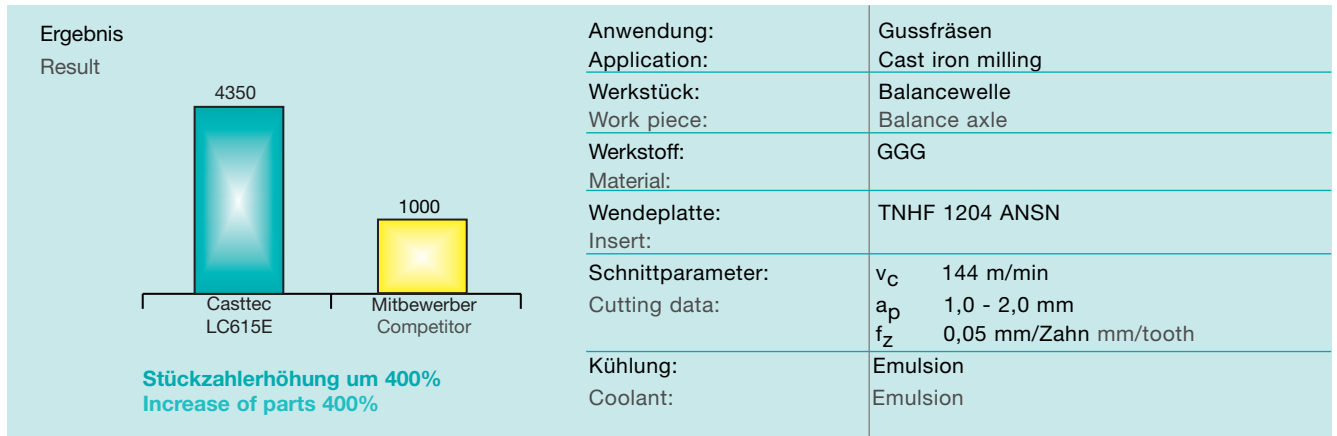 Ergebnis
Result
4350
1000
Casttec
LC615E
Mitbewerber
Competitor
Stückzahlerhöhung um 400%
Increase of parts 400%
Anwendung: Gussfräsen
Application: Cast iron milling
Werkstück: Balancewelle
Work piece: Balance axle
Werkstoff: GGG
Material:
Wendeplatte: TNHF 1204 ANSN
Insert:
Schnittparameter: vC 144 m/min
Cutting data: ap 1,0 - 2,0 mm
fZ 0,05 mm/Zahn mm/tooth
Kühlung: Emulsion
Coolant: Emulsion